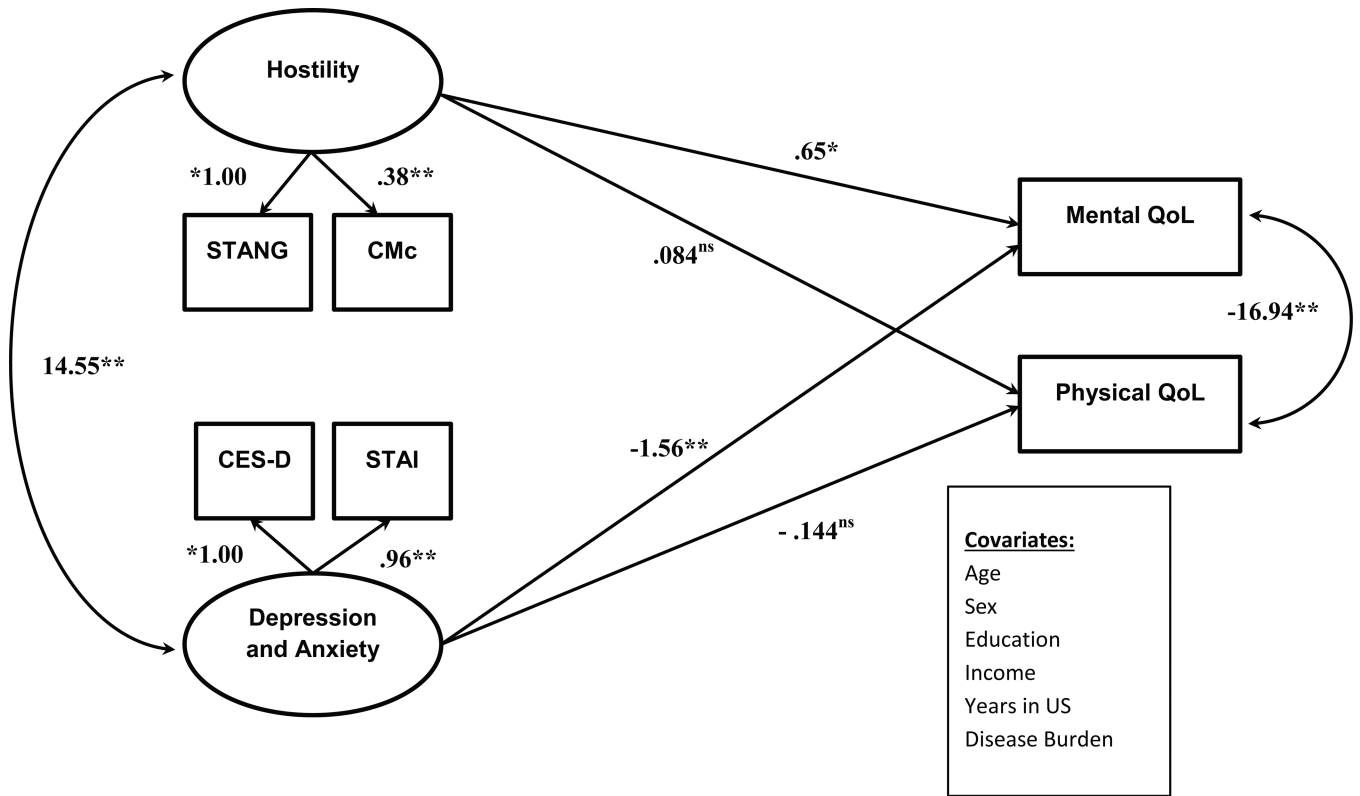 Hostility
*1.00
.38**
STANG
CMc
.65*
.084ns
Mental QoL
-16.94**
Physical QoL
14.55**
CES-D
STAI
*1.00
.96**
-1.56**
- .144ns
Depression
and Anxiety
Covariates:
Age
Sex
Education
Income
Years in US
Disease Burden